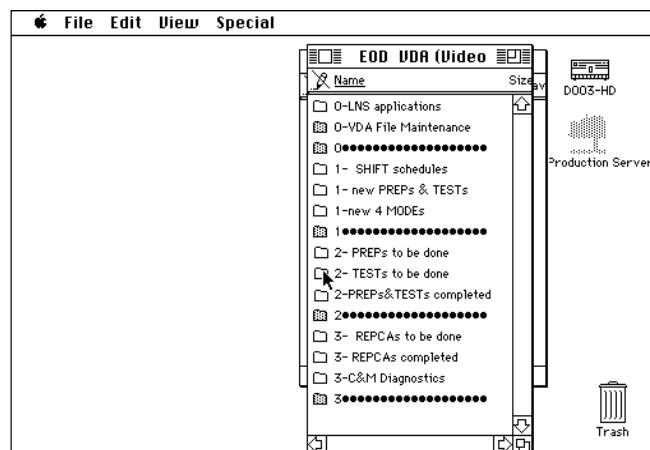 File Edit View Special
EOD VDA (Video
Name Size
av
0-LNS applications
0-VDA File Maintenance
0●●●●●●●●●●●●●●●●●●●
1- SHIFT schedules
1- new PREPs & TESTs
1-new 4 MODEs
1●●●●●●●●●●●●●●●●●●●
2- PREPs to be done
2- TESTs to be done
2-PREPs&TESTs completed
2●●●●●●●●●●●●●●●●●●●
3- REPCAs to be done
3- REPCAs completed
3-C&M Diagnostics
3●●●●●●●●●●●●●●●●●●●
D003-HD
Production Server
Trash